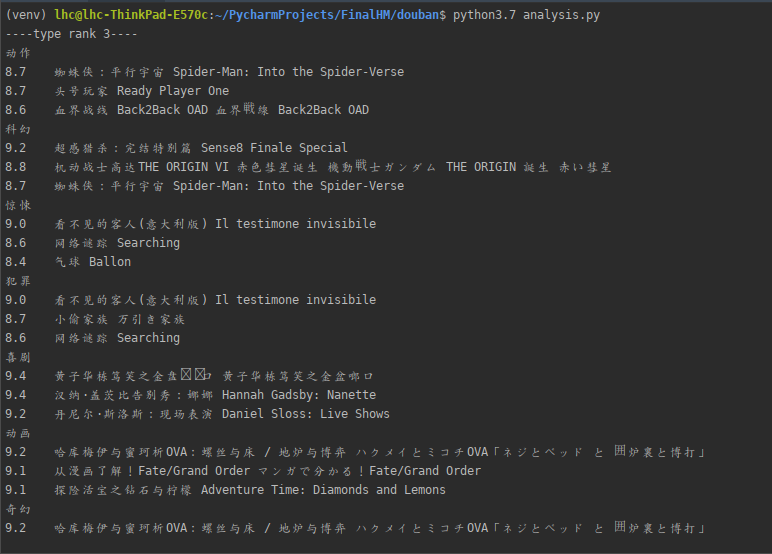 (venv) lhc@lhc-ThinkPad-E570c:~/PycharmProjects/FinalHM/douban$ python3.7 analysis.py
----type rank 3----
动作
8.7 蜘蛛侠：平行宇宙 Spider-Man: Into the Spider-Verse
8.7 头号玩家 Ready Player One
8.6 血界战线 Back2Back OAD 血界戦線 Back2Back OAD
科幻
9.2 超感猎杀：完结特别篇 Sense8 Finale Special
8.8 机动战士高达THE ORIGIN VI 赤色彗星诞生 機動戦士ガンダム THE ORIGIN 誕生 赤い彗星
8.7 蜘蛛侠：平行宇宙 Spider-Man: Into the Spider-Verse
惊悚
9.0 看不见的客人(意大利版) Il testimone invisibile
8.6 网络谜踪 Searching
8.4 气球 Ballon
犯罪
9.0 看不见的客人(意大利版) Il testimone invisibile
8.7 小偷家族 万引き家族
8.6 网络谜踪 Searching
喜剧
9.4 黄子华栋笃笑之金盆口 黄子华栋笃笑之金盆啷口
9.4 汉纳·盖茨比告别秀：娜娜 Hannah Gadsby: Nanette
9.2 丹尼尔·斯洛斯：现场表演 Daniel Sloss: Live Shows
动画
9.2 哈库梅伊与蜜珂析OVA：螺丝与床 / 地炉与博弈 ハクメイとミコチOVA「ネジとベッド と 囲炉裏と博打」
9.1 从漫画了解！Fate/Grand Order マンガで分かる！Fate/Grand Order
9.1 探险活宝之钻石与柠檬 Adventure Time: Diamonds and Lemons
奇幻
9.2 哈库梅伊与蜜珂析OVA：螺丝与床 / 地炉与博弈 ハクメイとミコチOVA「ネジとベッド と 囲炉裏と博打」